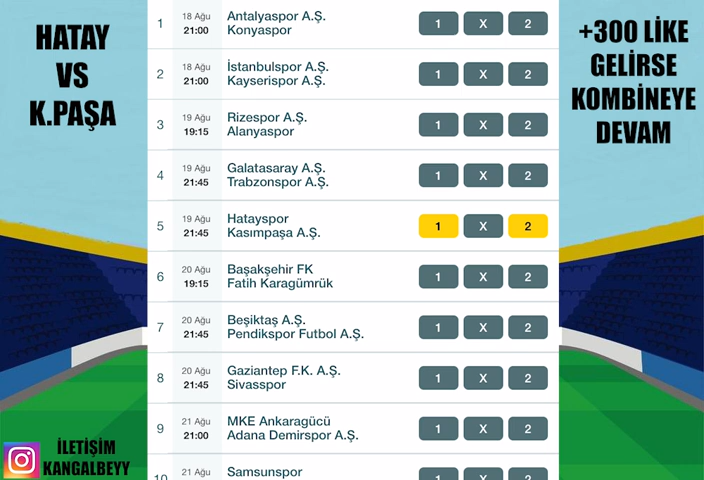 HATAY
VS
K.PAŞA
1
18 Ağu
21:00
Antalyaspor A.Ş.
Konyaspor
1 X 2
2
18 Ağu
21:00
İstanbulspor A.Ş.
Kayserispor A.Ş.
1 X 2
3
19 Ağu
19:15
Rizespor A.Ş.
Alanyaspor
1 X 2
4
19 Ağu
21:45
Galatasaray A.Ş.
Trabzonspor A.Ş.
1 X 2
5
19 Ağu
21:45
Hatayspor
Kasımpaşa A.Ş.
1 X 2
6
20 Ağu
19:15
Başakşehir FK
Fatih Karagümrük
1 X 2
7
20 Ağu
21:45
Beşiktaş A.Ş.
Pendikspor Futbol A.Ş.
1 X 2
8
20 Ağu
21:45
Gaziantep F.K. A.Ş.
Sivasspor
1 X 2
9
21 Ağu
21:00
MKE Ankaragücü
Adana Demirspor A.Ş.
1 X 2
10
21 Ağu
Samsunspor
1 X 2
+300 LİKE
GELİRSE
KOMBİNEYE
DEVAM
İLETİŞİM
KANGALBEYY